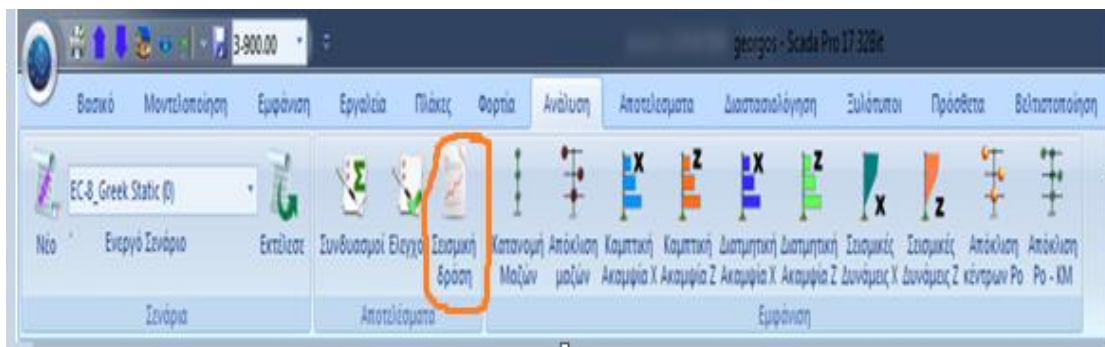 3-900.00
georgos - Scada Pro 17 32Bit
Βασικό Μοντελοποίηση Εμφάνιση Εργαλεία Πλάκες Φορτία Ανάλυση Αποτελεσματα Διαστασιολόγηση Ξυλότυποι Πρόσθετα Βελτιστοποίηση
EC-8_Greek Static (0)
Νέο
Ενεργό Σενάριο
Εκτέλεσε
Σενάρια
Συνδυασμοί
Σεισμική δράση
Αποτελέσματα
Κατανομή Μαζών
Απόκλιση μαζών
Καμπτική Ακαμψία X
Καμπτική Ακαμψία Z
Διατμητική Ακαμψία X
Διατμητική Ακαμψία Z
Σεισμικές Δυνάμεις X
Σεισμικές Δυνάμεις Z
Απόκλιση κέντρων Ρο
Απόκλιση Ρο - ΚΜ
Εμφάνιση